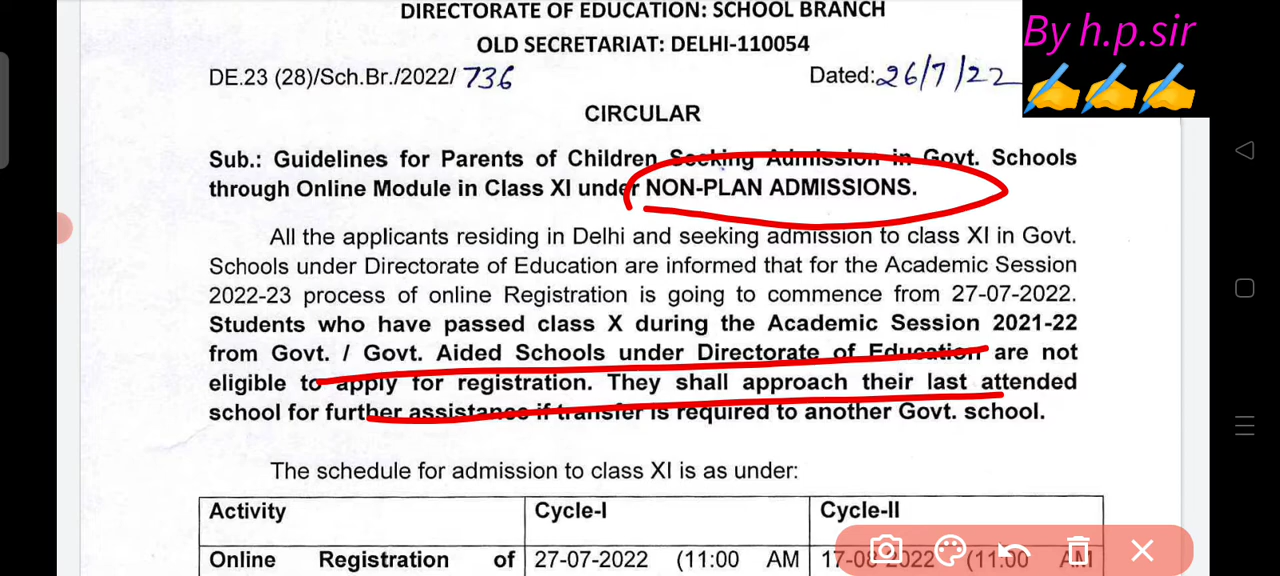 DIRECTORATE OF EDUCATION: SCHOOL BRANCH
OLD SECRETARIAT: DELHI-110054
By h.p.sir
DE.23 (28)/Sch.Br./2022/ 736 Dated: 26/7/22
CIRCULAR
Sub.: Guidelines for Parents of Children Seeking Admission in Govt. Schools
through Online Module in Class XI under NON-PLAN ADMISSIONS.
All the applicants residing in Delhi and seeking admission to class XI in Govt.
Schools under Directorate of Education are informed that for the Academic Session
2022-23 process of online Registration is going to commence from 27-07-2022.
Students who have passed class X during the Academic Session 2021-22
from Govt. / Govt. Aided Schools under Directorate of Education are not
eligible to apply for registration. They shall approach their last attended
school for further assistance if transfer is required to another Govt. school.
The schedule for admission to class XI is as under:
Activity Cycle-I Cycle-II
Online Registration of 27-07-2022 (11:00 AM 17-08-2022 (11:00 AM